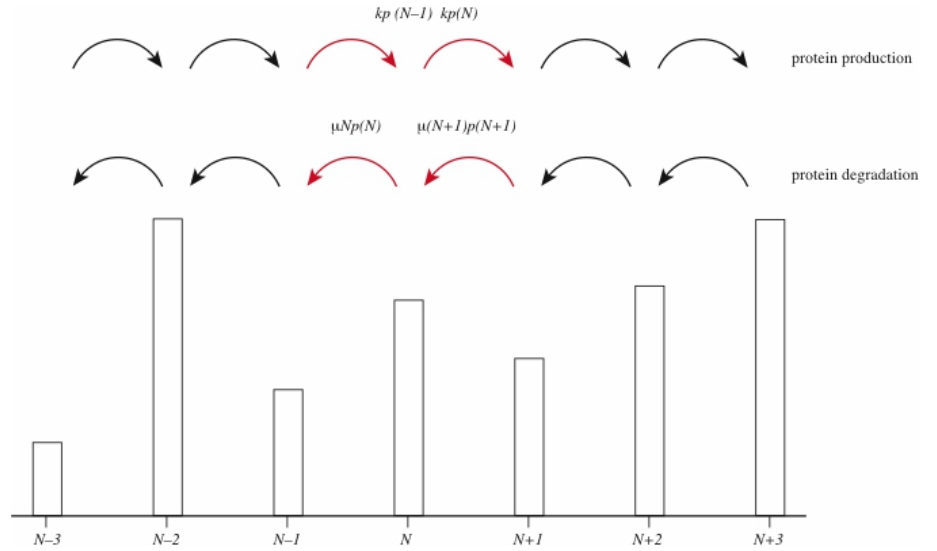 kp (N–1) kp(N)
protein production
μNp(N) μ(N+1)p(N+1)
protein degradation
N–3 N–2 N–1 N N+1 N+2 N+3